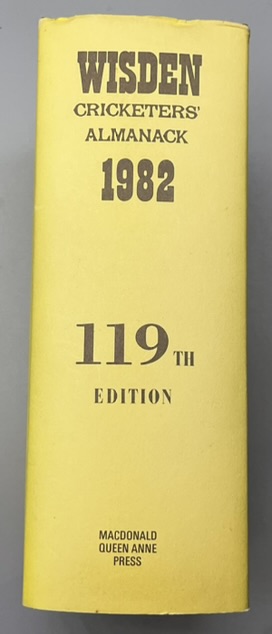 WISDEN
CRICKETERS'
ALMANACK
1982
119TH
EDITION
MACDONALD
QUEEN ANNE
PRESS